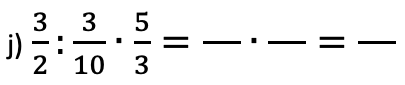 j) 3/2 : 3/10 · 5/3 = — · — = —